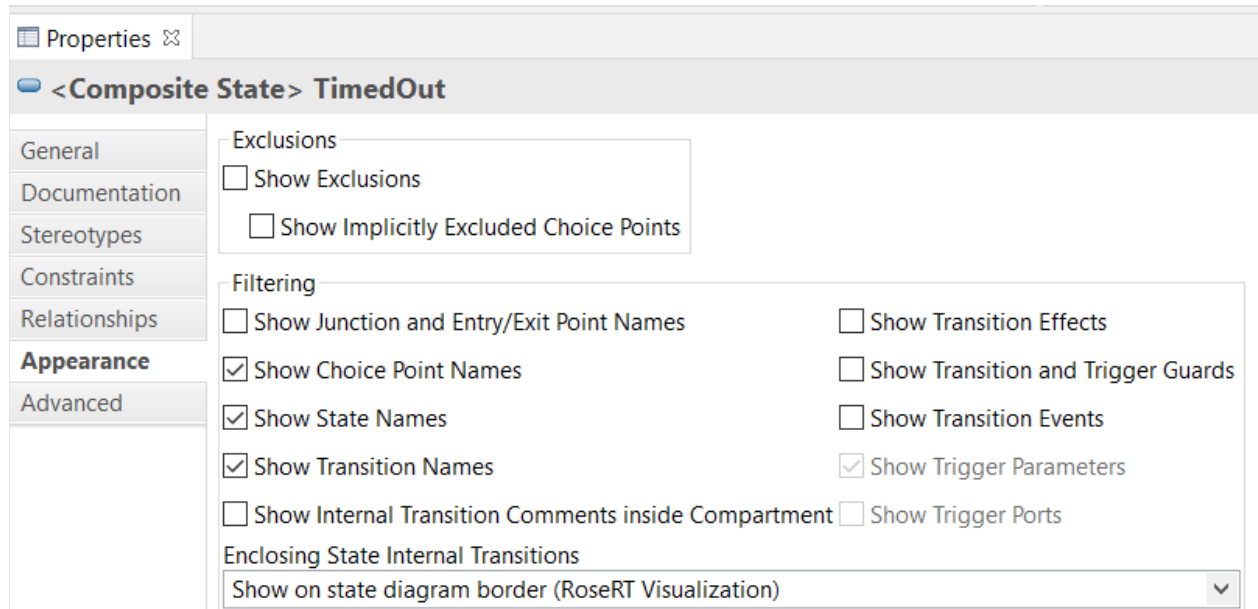 Properties
<Composite State> TimedOut
General
Documentation
Stereotypes
Constraints
Relationships
Appearance
Advanced
Exclusions
Show Exclusions
Show Implicitly Excluded Choice Points
Filtering
Show Junction and Entry/Exit Point Names
Show Transition Effects
Show Choice Point Names
Show Transition and Trigger Guards
Show State Names
Show Transition Events
Show Transition Names
Show Trigger Parameters
Show Internal Transition Comments inside Compartment
Show Trigger Ports
Enclosing State Internal Transitions
Show on state diagram border (RoseRT Visualization)